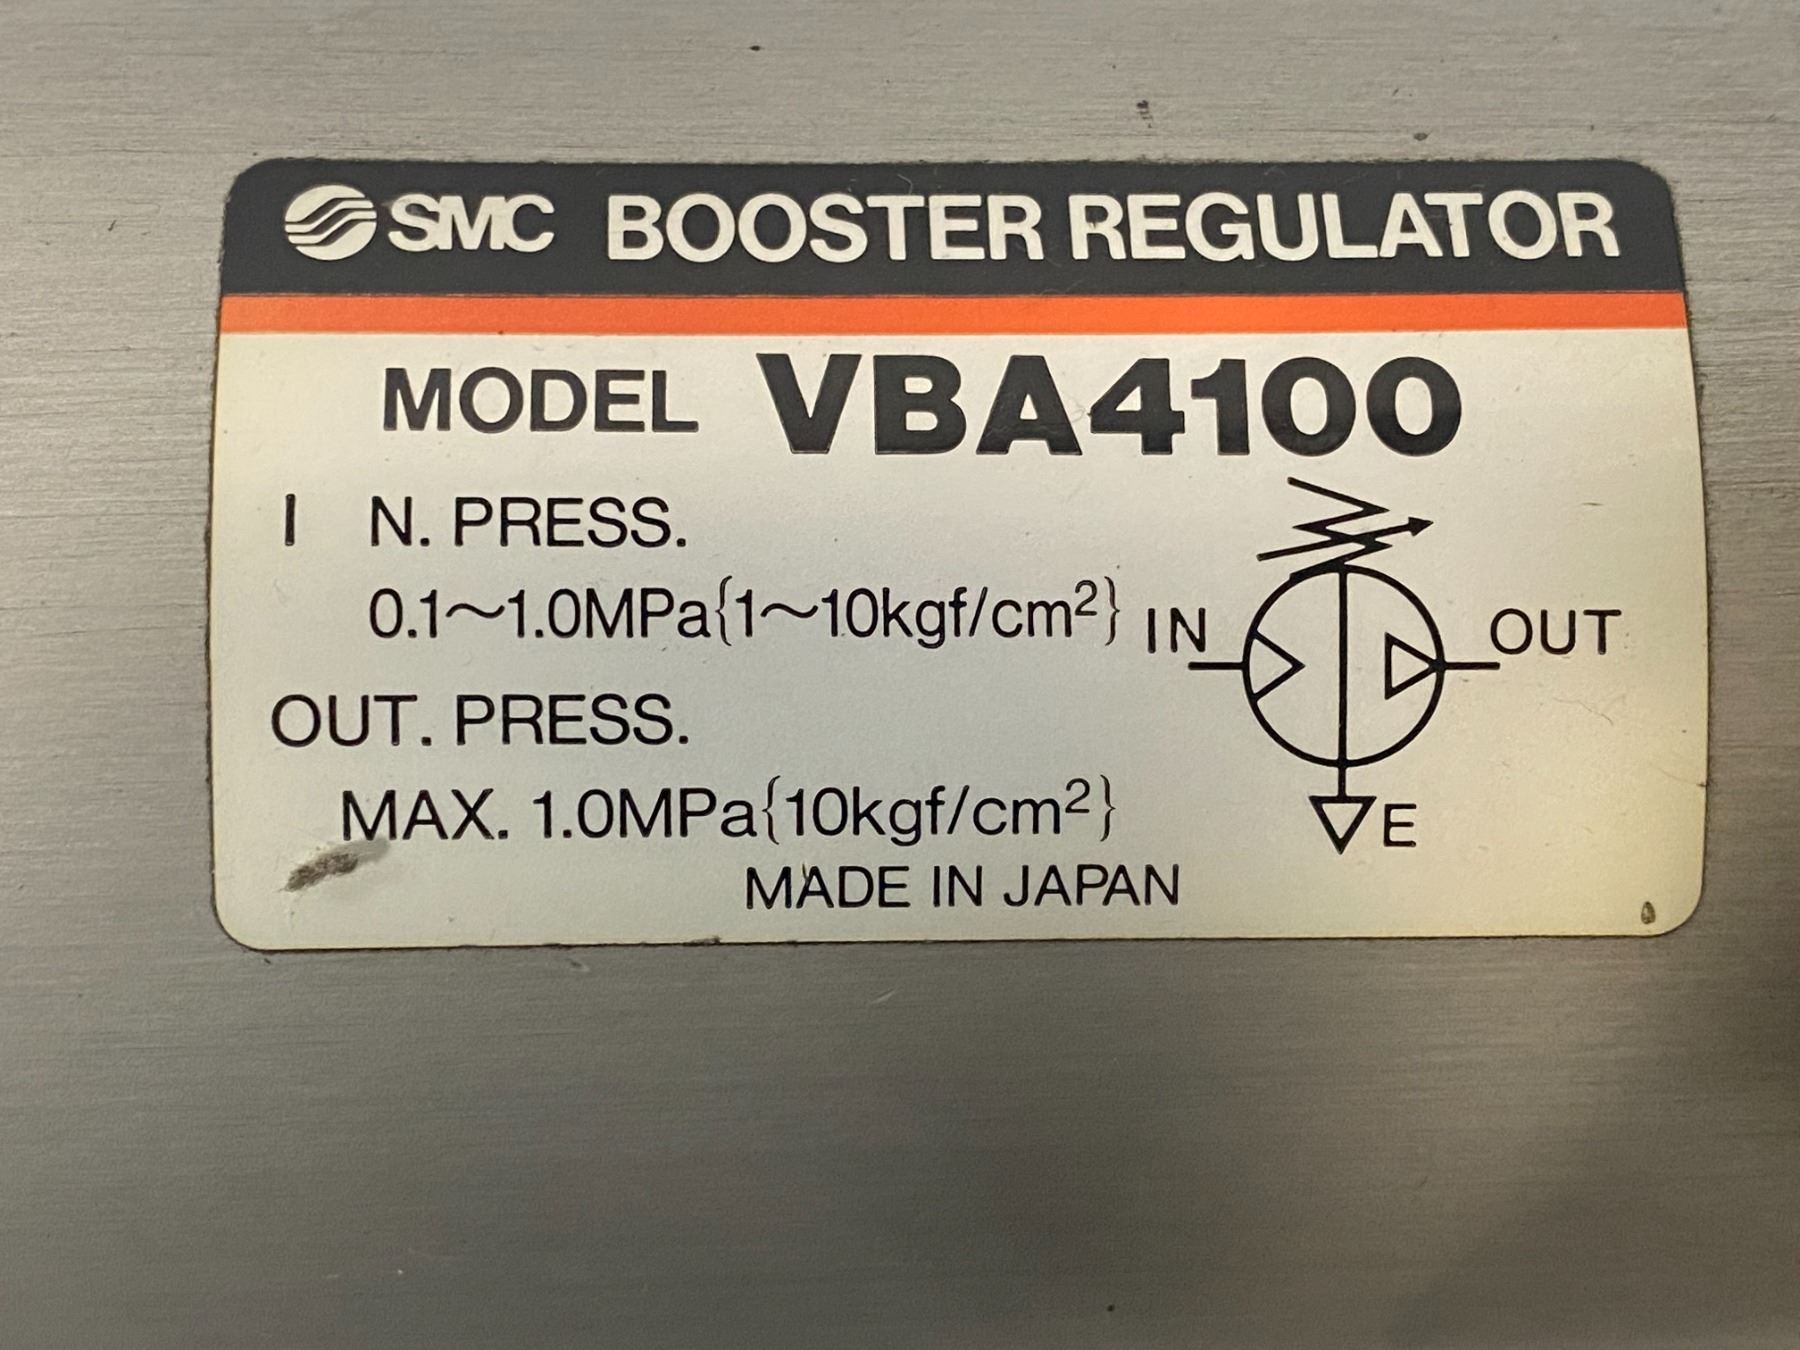 SMC BOOSTER REGULATOR
MODEL VBA4100
I N. PRESS.
0.1～1.0MPa{1～10kgf/cm²}
OUT. PRESS.
MAX. 1.0MPa{10kgf/cm²}
MADE IN JAPAN
IN
OUT
E